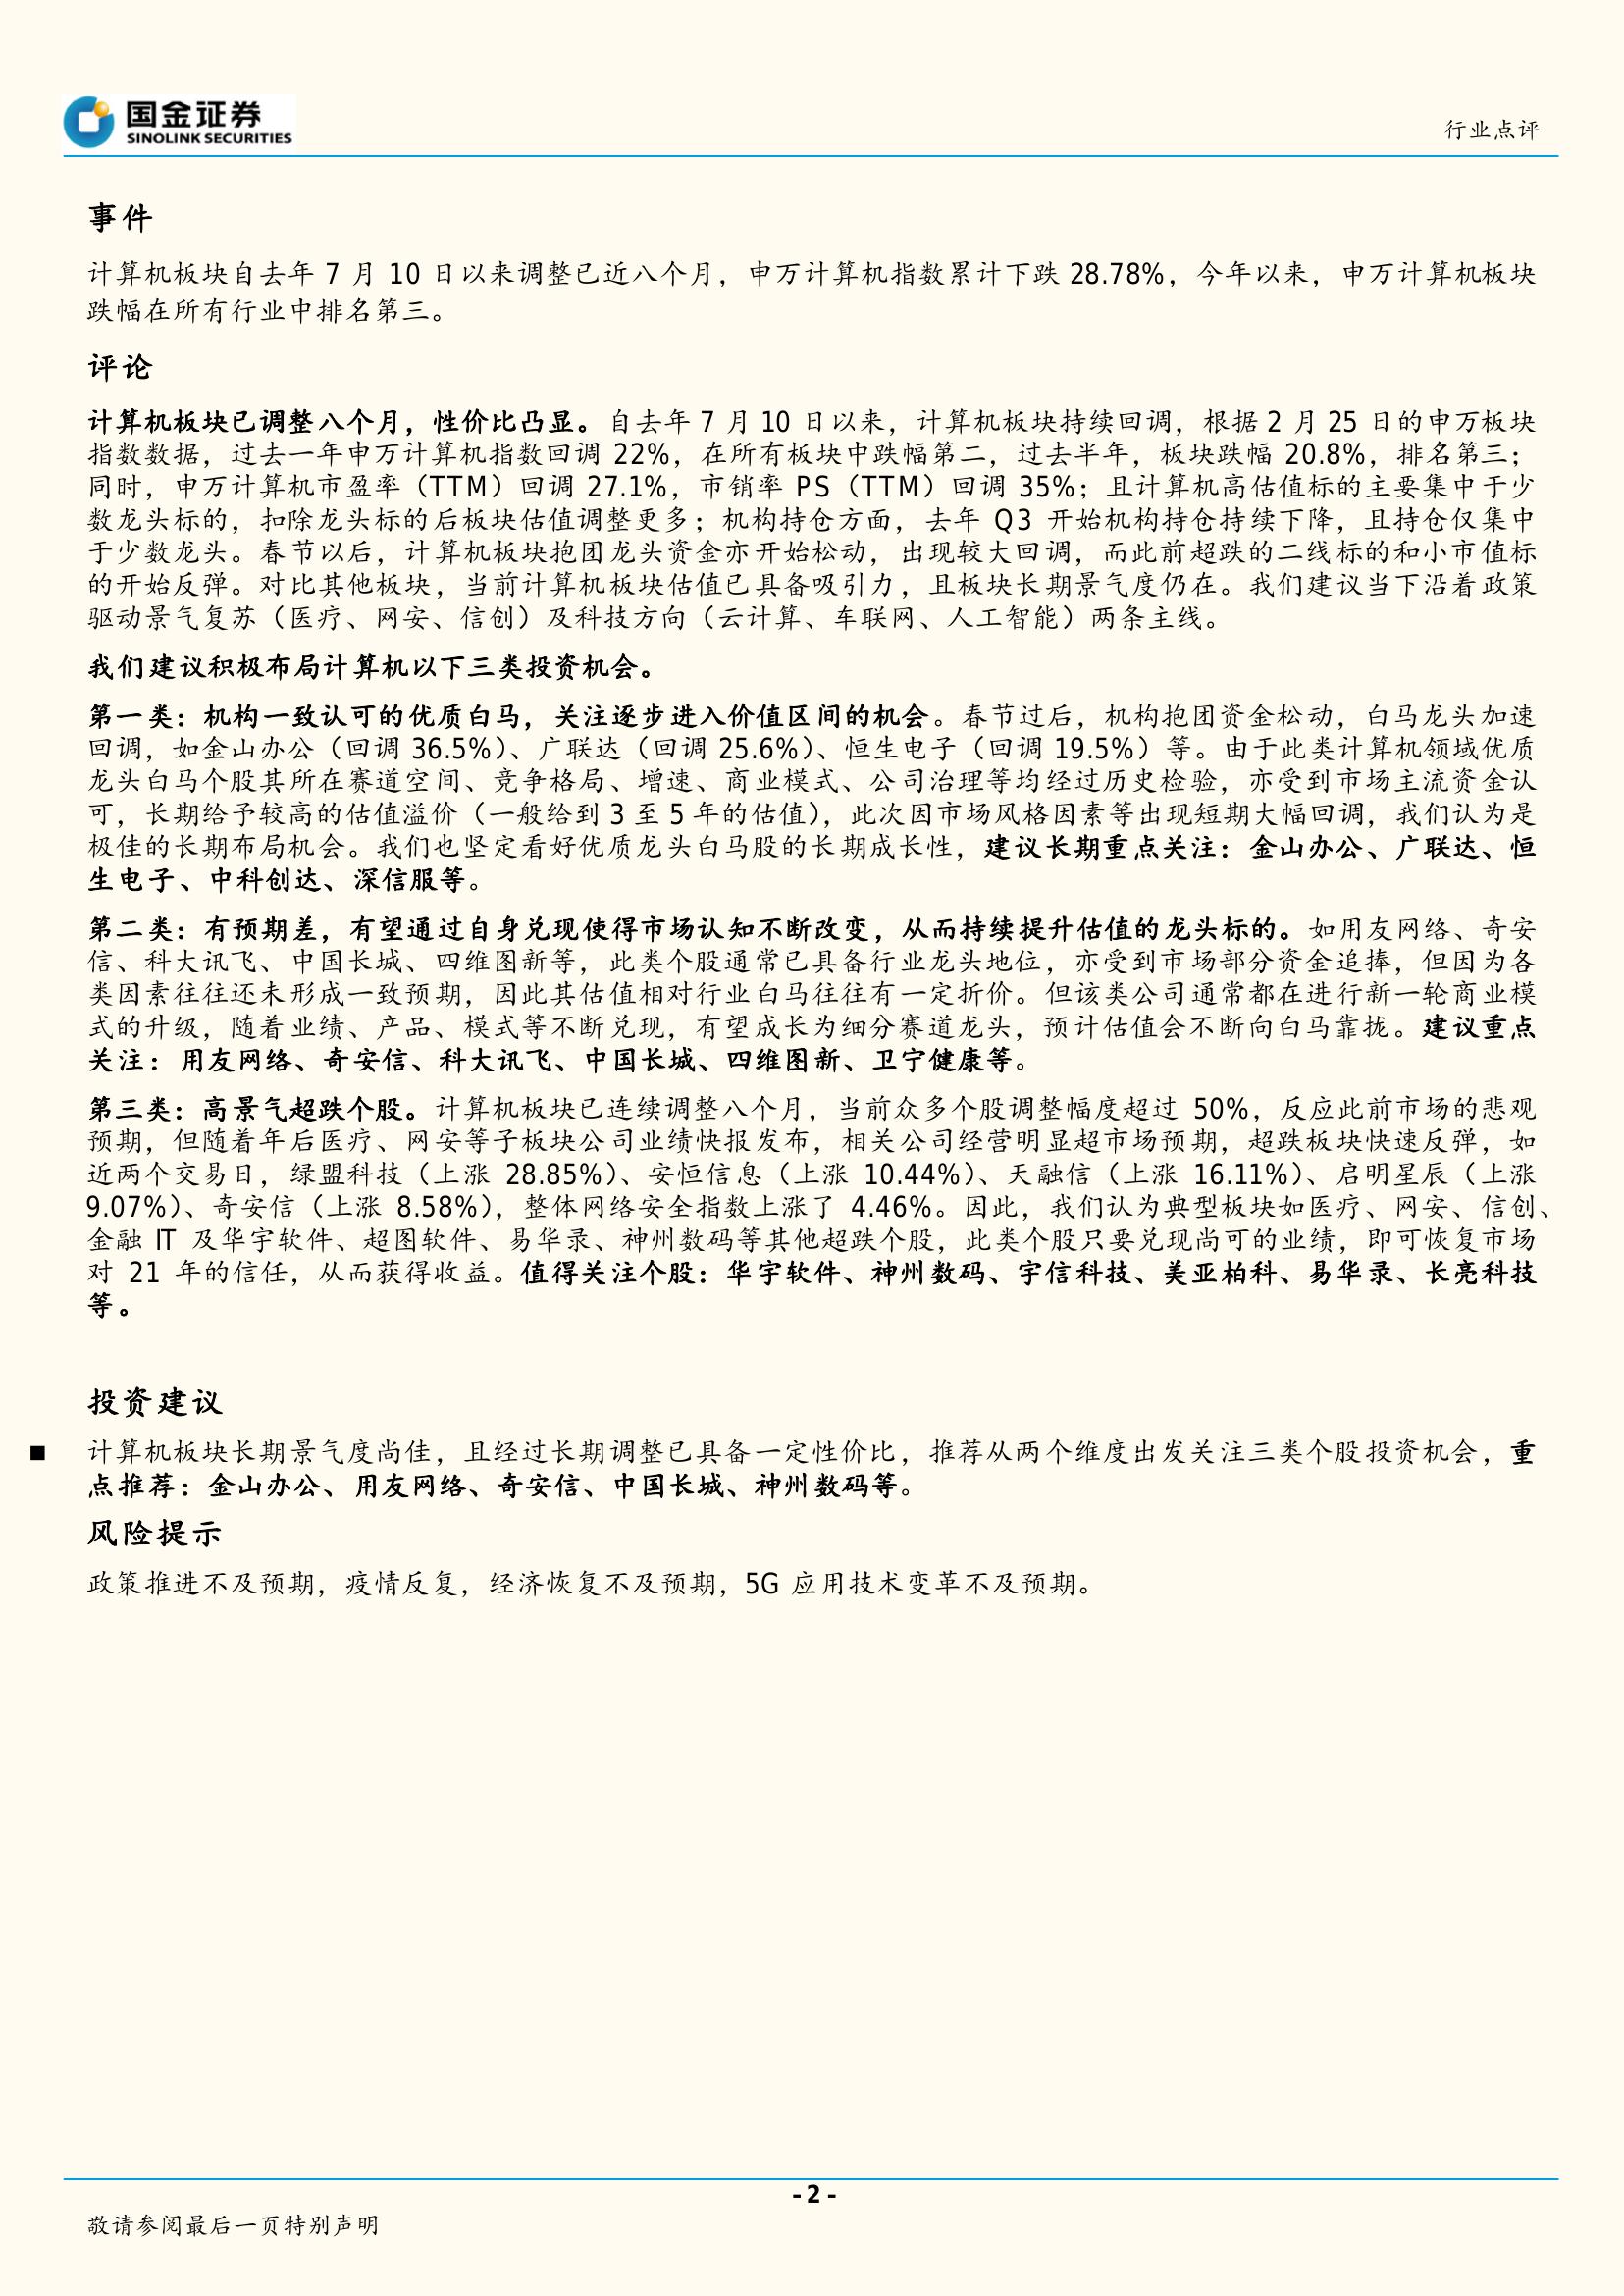 国金证券
SINOLINK SECURITIES
行业点评
事件
计算机板块自去年 7 月 10 日以来调整已近八个月，申万计算机指数累计下跌 28.78%，今年以来，申万计算机板块
跌幅在所有行业中排名第三。
评论
计算机板块已调整八个月，性价比凸显。自去年 7 月 10 日以来，计算机板块持续回调，根据 2 月 25 日的申万板块
指数数据，过去一年申万计算机指数回调 22%，在所有板块中跌幅第二，过去半年，板块跌幅 20.8%，排名第三；
同时，申万计算机市盈率（TTM）回调 27.1%，市销率 PS（TTM）回调 35%；且计算机高估值标的主要集中于少
数龙头标的，扣除龙头标的后板块估值调整更多；机构持仓方面，去年 Q3 开始机构持仓持续下降，且持仓仅集中
于少数龙头。春节以后，计算机板块抱团龙头资金亦开始松动，出现较大回调，而此前超跌的二线标的和小市值标
的开始反弹。对比其他板块，当前计算机板块估值已具备吸引力，且板块长期景气度仍在。我们建议当下沿着政策
驱动景气复苏（医疗、网安、信创）及科技方向（云计算、车联网、人工智能）两条主线。
我们建议积极布局计算机以下三类投资机会。
第一类：机构一致认可的优质白马，关注逐步进入价值区间的机会。春节过后，机构抱团资金松动，白马龙头加速
回调，如金山办公（回调 36.5%）、广联达（回调 25.6%）、恒生电子（回调 19.5%）等。由于此类计算机领域优质
龙头白马个股其所在赛道空间、竞争格局、增速、商业模式、公司治理等均经过历史检验，亦受到市场主流资金认
可，长期给予较高的估值溢价（一般给到 3 至 5 年的估值），此次因市场风格因素等出现短期大幅回调，我们认为是
极佳的长期布局机会。我们也坚定看好优质龙头白马股的长期成长性，建议长期重点关注：金山办公、广联达、恒
生电子、中科创达、深信服等。
第二类：有预期差，有望通过自身兑现使得市场认知不断改变，从而持续提升估值的龙头标的。如用友网络、奇安
信、科大讯飞、中国长城、四维图新等，此类个股通常已具备行业龙头地位，亦受到市场部分资金追捧，但因为各
类因素往往还未形成一致预期，因此其估值相对行业白马往往有一定折价。但该类公司通常都在进行新一轮商业模
式的升级，随着业绩、产品、模式等不断兑现，有望成长为细分赛道龙头，预计估值会不断向白马靠拢。建议重点
关注：用友网络、奇安信、科大讯飞、中国长城、四维图新、卫宁健康等。
第三类：高景气超跌个股。计算机板块已连续调整八个月，当前众多个股调整幅度超过 50%，反应此前市场的悲观
预期，但随着年后医疗、网安等子板块公司业绩快报发布，相关公司经营明显超市场预期，超跌板块快速反弹，如
近两个交易日，绿盟科技（上涨 28.85%）、安恒信息（上涨 10.44%）、天融信（上涨 16.11%）、启明星辰（上涨
9.07%）、奇安信（上涨 8.58%），整体网络安全指数上涨了 4.46%。因此，我们认为典型板块如医疗、网安、信创、
金融 IT 及华宇软件、超图软件、易华录、神州数码等其他超跌个股，此类个股只要兑现尚可的业绩，即可恢复市场
对 21 年的信任，从而获得收益。值得关注个股：华宇软件、神州数码、宇信科技、美亚柏科、易华录、长亮科技
等。
投资建议
■ 计算机板块长期景气度尚佳，且经过长期调整已具备一定性价比，推荐从两个维度出发关注三类个股投资机会，重
点推荐：金山办公、用友网络、奇安信、中国长城、神州数码等。
风险提示
政策推进不及预期，疫情反复，经济恢复不及预期，5G 应用技术变革不及预期。
- 2 -
敬请参阅最后一页特别声明